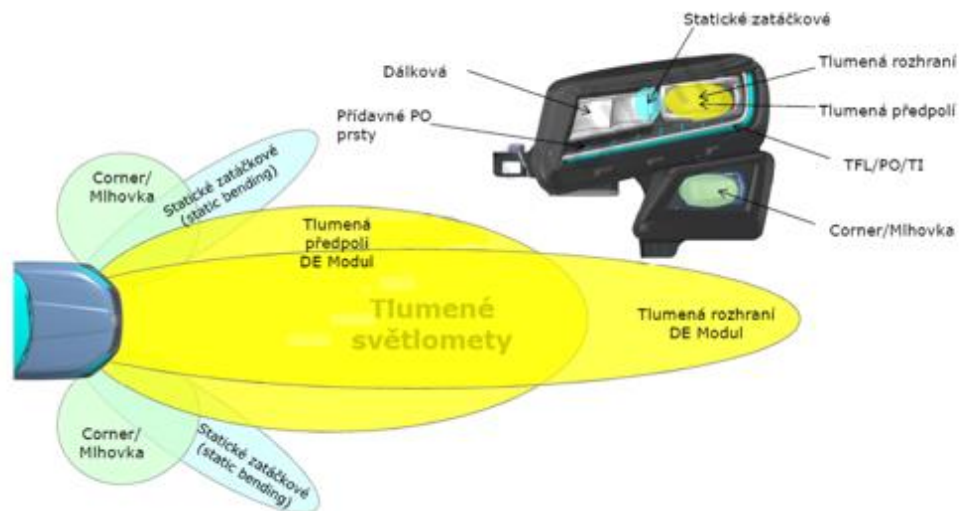 Statické zatáčkové
Dálková
Tlumená rozhraní
Přídavné PO
prsty
Tlumená předpolí
TFL/PO/TI
Corner/Mlhovka
Corner/
Mlhovka
Statické zatáčkové
(static bending)
Tlumená
předpolí
DE Modul
Tlumené
světlomety
Tlumená rozhraní
DE Modul
Corner/
Mlhovka
Statické zatáčkové
(static bending)